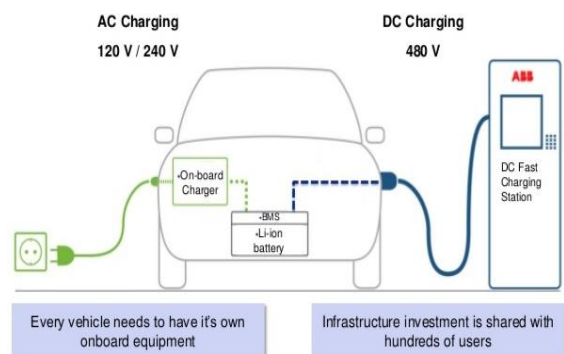 AC Charging
120 V / 240 V
DC Charging
480 V
ABB
•On-board
Charger
•BMS
•Li-ion
battery
DC Fast
Charging
Station
Every vehicle needs to have it's own
onboard equipment
Infrastructure investment is shared with
hundreds of users